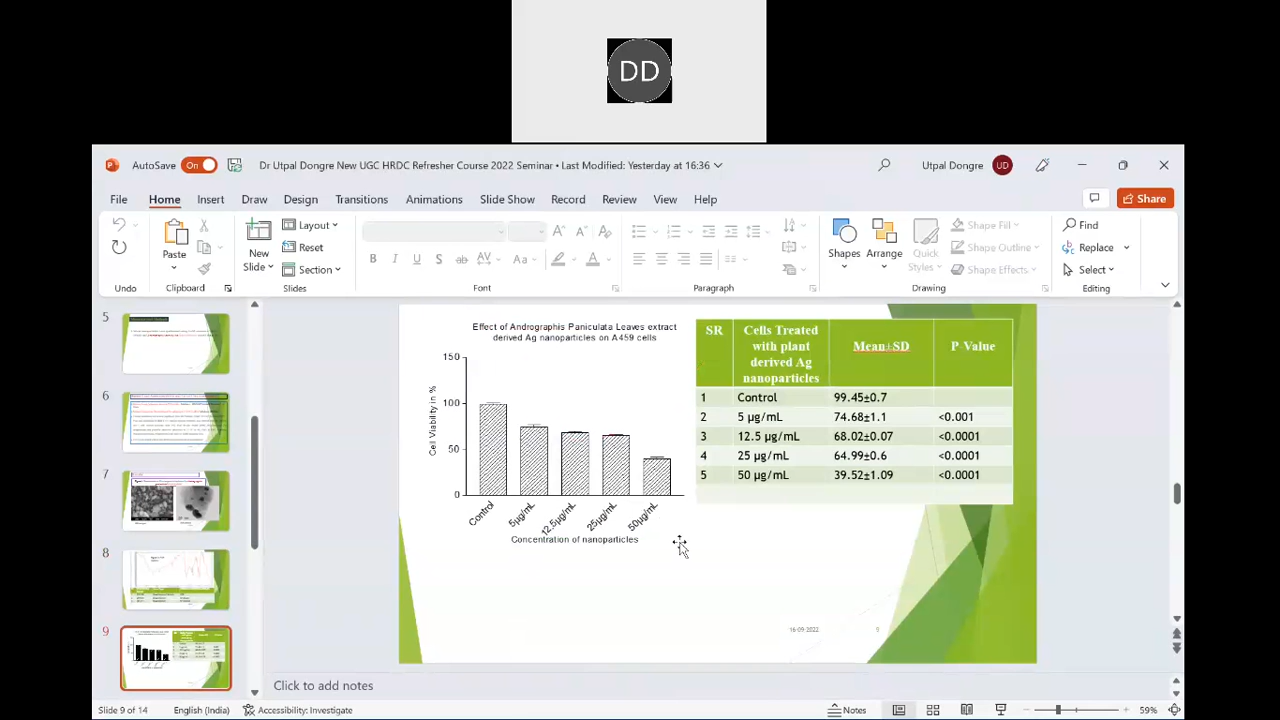 DD
AutoSave On
Dr Utpal Dongre New UGC HRDC Refresher Course 2022 Seminar • Last Modified: Yesterday at 16:36
Utpal Dongre UD
File Home Insert Draw Design Transitions Animations Slide Show Record Review View Help
Share
Paste
New
Slide
Layout
Reset
Section
Shapes Arrange Quick
Styles
Shape Fill
Shape Outline
Shape Effects
Find
Replace
Select
Undo Clipboard Slides Font Paragraph Drawing Editing
5
6
7
8
9
Effect of Andrographis Paniculata Leaves extract
derived Ag nanoparticles on A459 cells
Cell Viability in %
150
100
50
0
Control
5µg/mL
12.5µg/mL
25µg/mL
50µg/mL
Concentration of nanoparticles
SR Cells Treated with plant derived Ag nanoparticles Mean±SD P-Value
1 Control 99.45±0.7
2 5 µg/mL 74.68±1.1 <0.001
3 12.5 µg/mL 68.02±0.07 <0.0001
4 25 µg/mL 64.99±0.6 <0.0001
5 50 µg/mL 39.52±1.09 <0.0001
16-09-2022 9
Click to add notes
Slide 9 of 14 English (India) Accessibility: Investigate Notes 59%